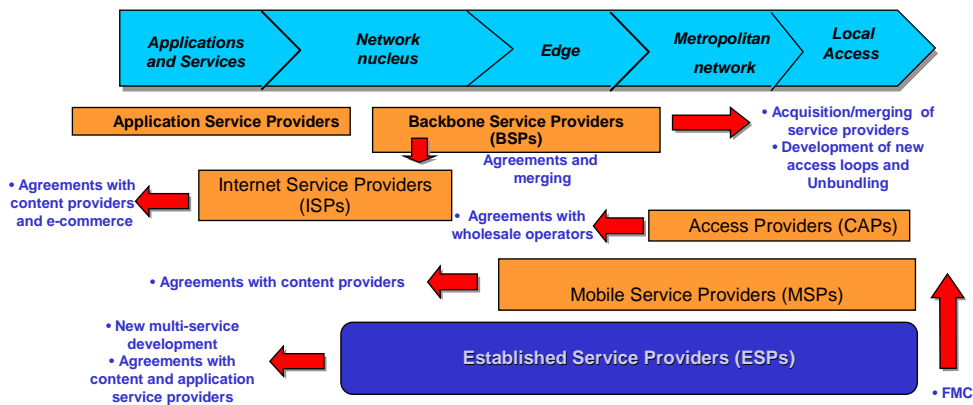 Applications
and Services
Network
nucleus
Edge
Metropolitan
network
Local
Access
Application Service Providers
Backbone Service Providers
(BSPs)
• Acquisition/merging of
service providers
• Development of new
access loops and
Unbundling
Agreements and
merging
• Agreements with
content providers
and e-commerce
Internet Service Providers
(ISPs)
• Agreements with
wholesale operators
Access Providers (CAPs)
• Agreements with content providers
Mobile Service Providers (MSPs)
• New multi-service
development
• Agreements with
content and application
service providers
Established Service Providers (ESPs)
• FMC